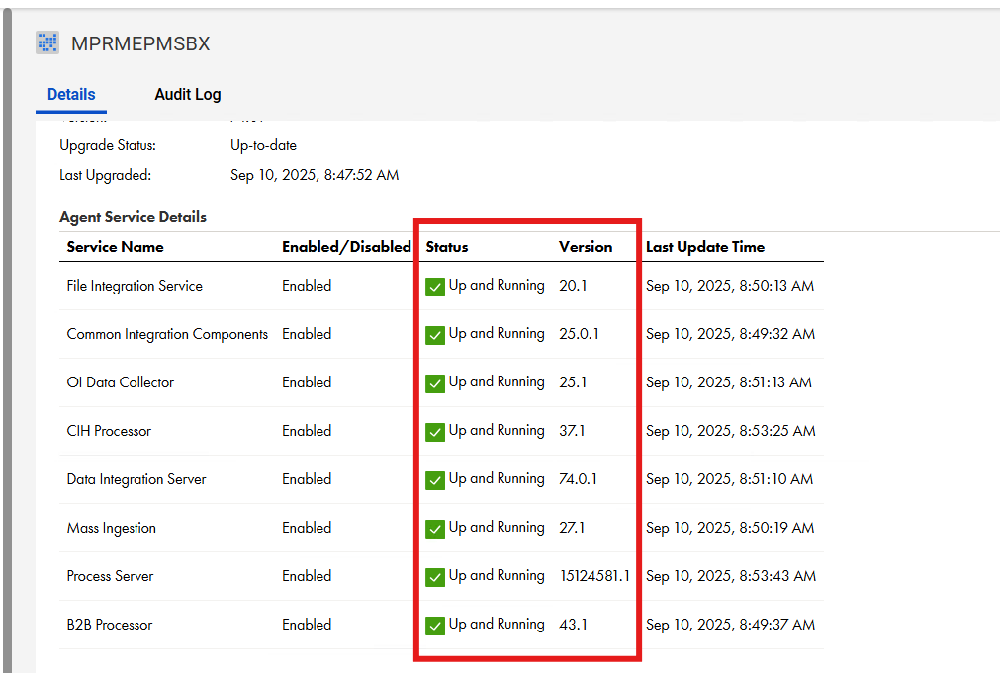 MPRMEPMSBX
Details Audit Log
Upgrade Status: Up-to-date
Last Upgraded: Sep 10, 2025, 8:47:52 AM
Agent Service Details
Service Name Enabled/Disabled Status Version Last Update Time
File Integration Service Enabled Up and Running 20.1 Sep 10, 2025, 8:50:13 AM
Common Integration Components Enabled Up and Running 25.0.1 Sep 10, 2025, 8:49:32 AM
OI Data Collector Enabled Up and Running 25.1 Sep 10, 2025, 8:51:13 AM
CIH Processor Enabled Up and Running 37.1 Sep 10, 2025, 8:53:25 AM
Data Integration Server Enabled Up and Running 74.0.1 Sep 10, 2025, 8:51:10 AM
Mass Ingestion Enabled Up and Running 27.1 Sep 10, 2025, 8:50:19 AM
Process Server Enabled Up and Running 15124581.1 Sep 10, 2025, 8:53:43 AM
B2B Processor Enabled Up and Running 43.1 Sep 10, 2025, 8:49:37 AM